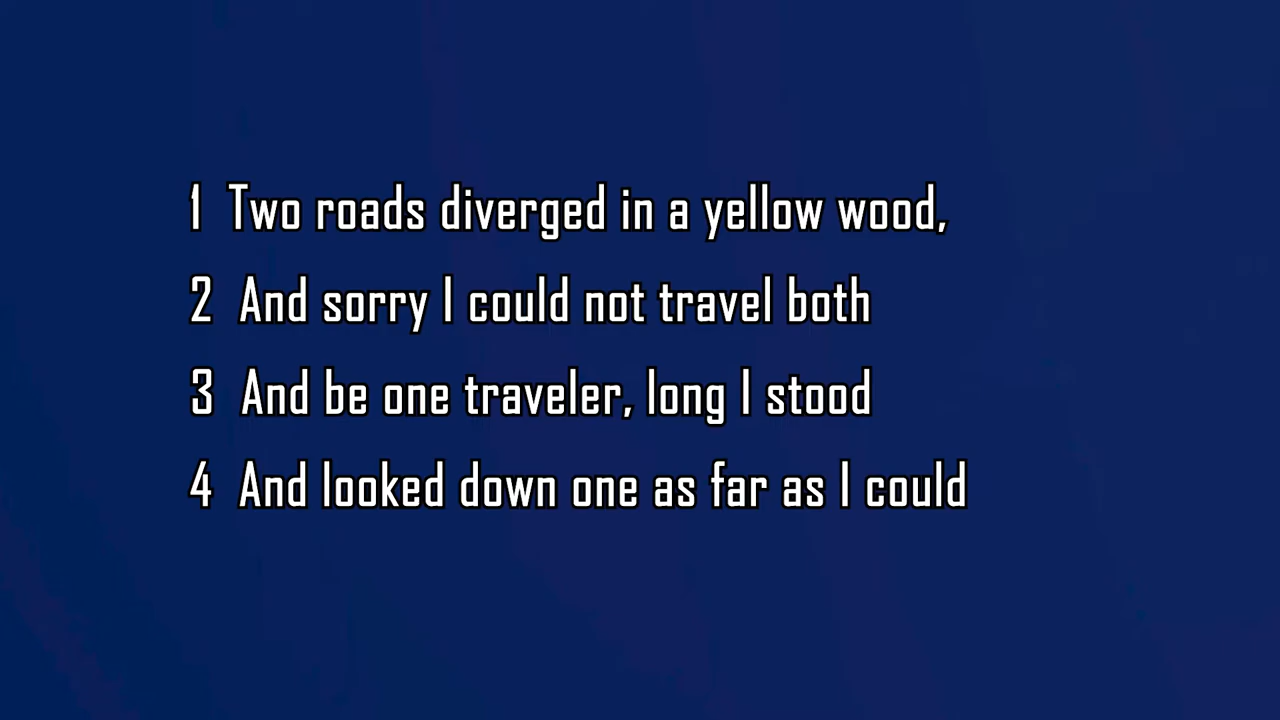 1 Two roads diverged in a yellow wood,
2 And sorry I could not travel both
3 And be one traveler, long I stood
4 And looked down one as far as I could